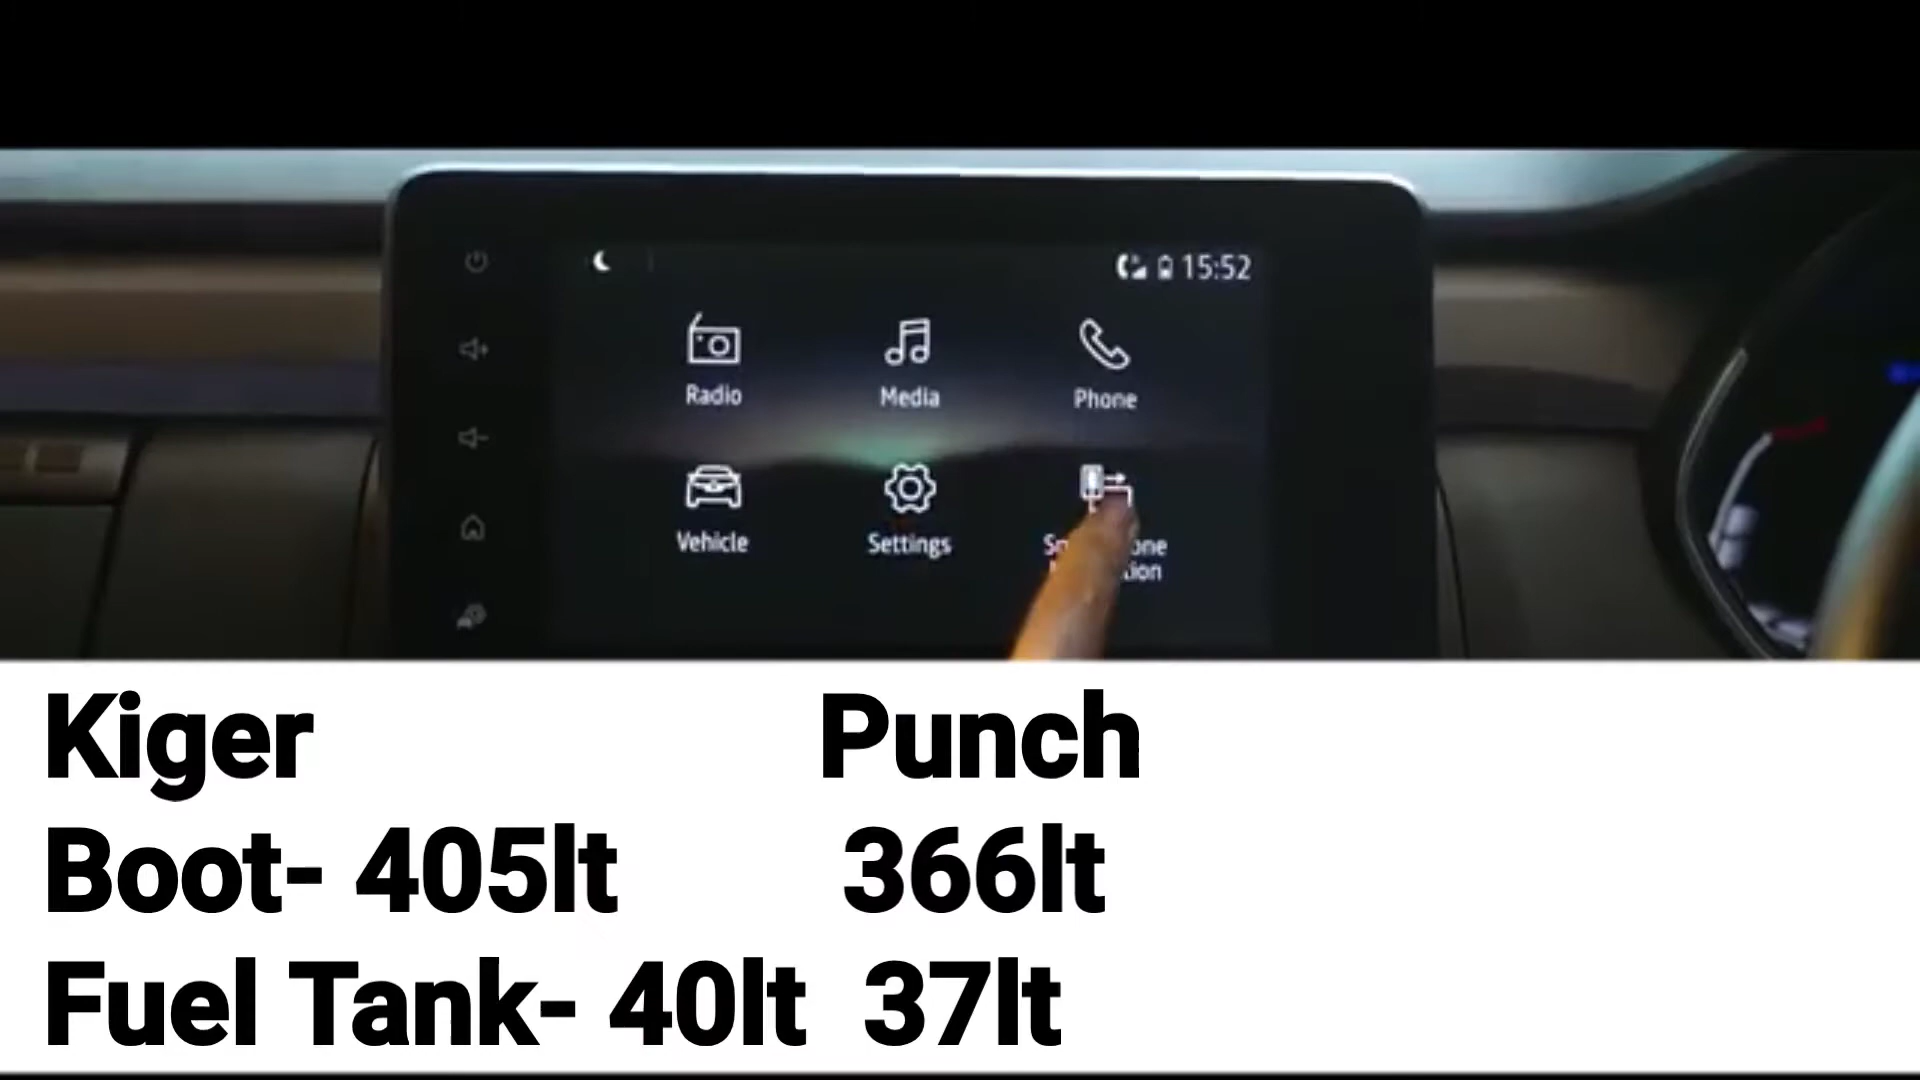 15:52
Radio Media Phone
Vehicle Settings
Kiger Punch
Boot- 405lt 366lt
Fuel Tank- 40lt 37lt